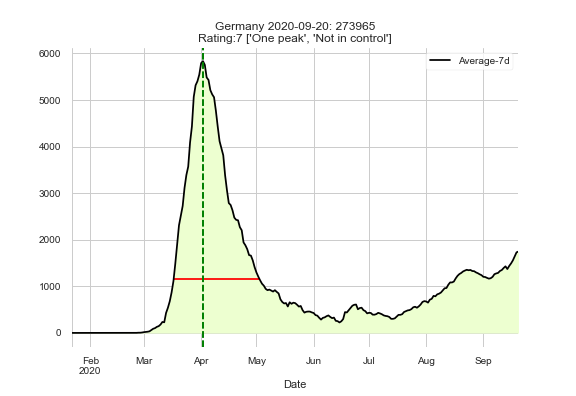 Germany 2020-09-20: 273965
Rating:7 ['One peak', 'Not in control']
Average-7d
6000
5000
4000
3000
2000
1000
0
Feb Mar Apr May Jun Jul Aug Sep
2020
Date